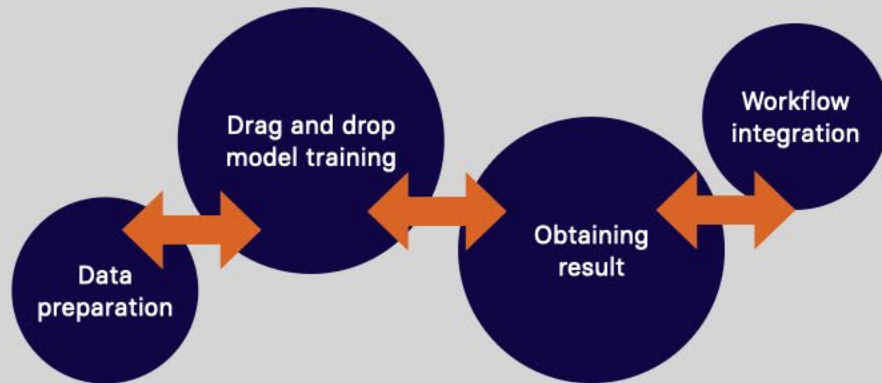 Data
preparation
Drag and drop
model training
Obtaining
result
Workflow
integration